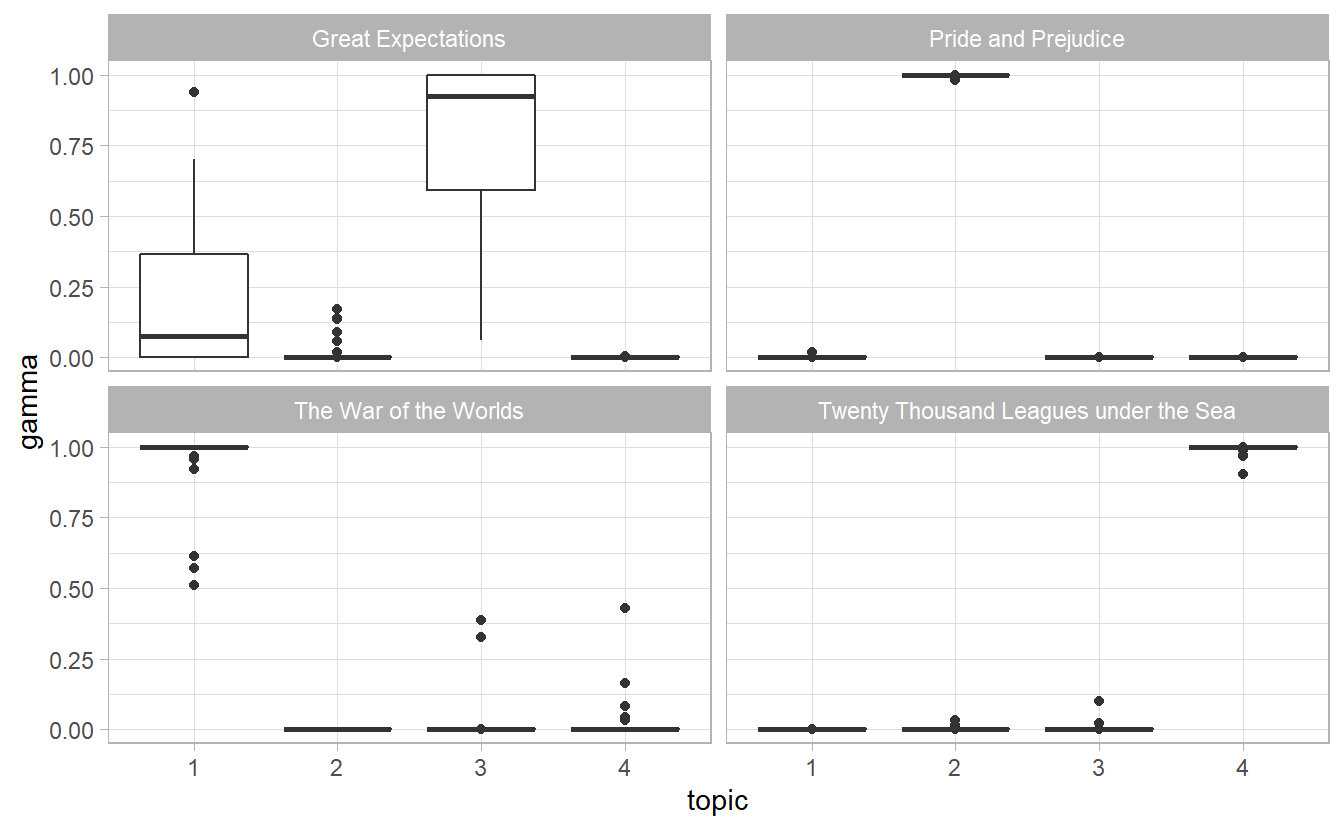 Great Expectations
Pride and Prejudice
1.00
0.75
0.50
0.25
0.00
gamma
The War of the Worlds
Twenty Thousand Leagues under the Sea
1.00
0.75
0.50
0.25
0.00
1 2 3 4
1 2 3 4
topic